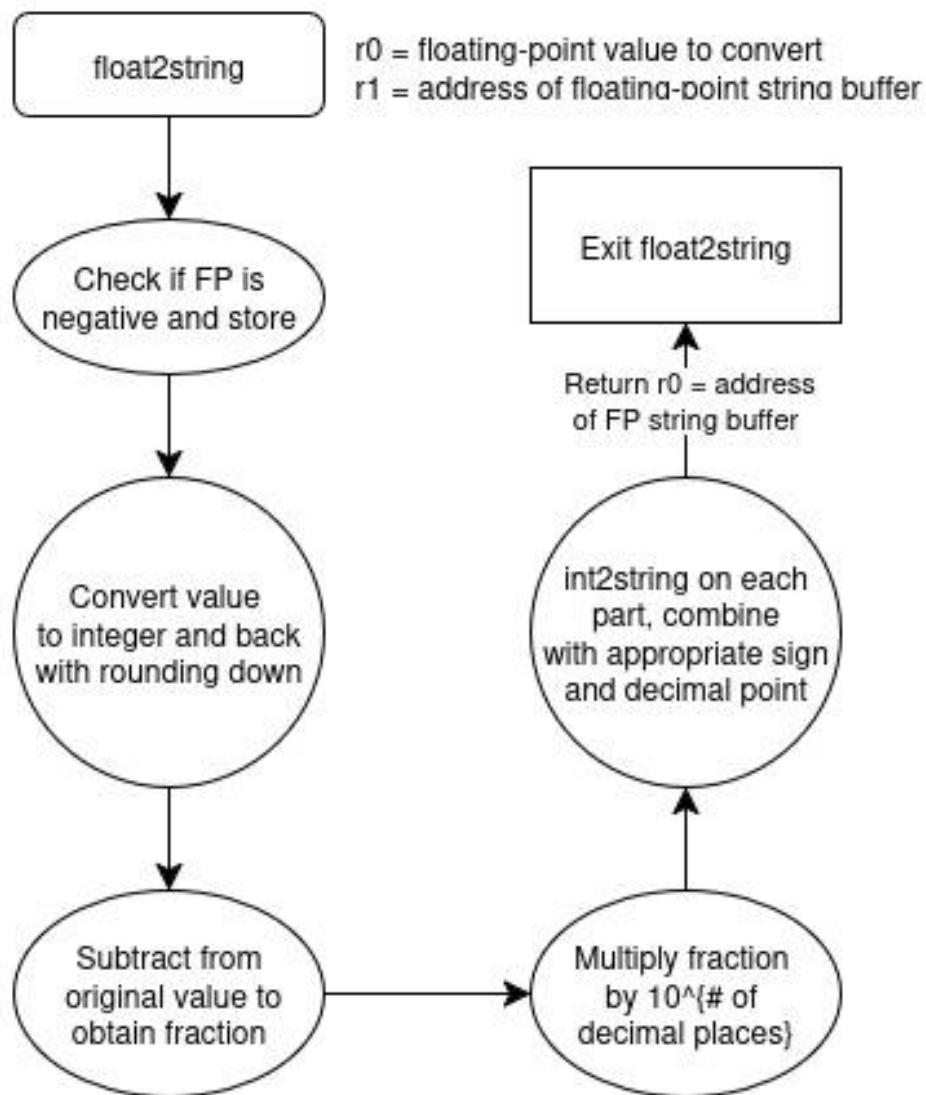 float2string
r0 = floating-point value to convert
r1 = address of floating-point string buffer
Check if FP is
negative and store
Convert value
to integer and back
with rounding down
Subtract from
original value to
obtain fraction
Multiply fraction
by 10^{# of
decimal places}
int2string on each
part, combine
with appropriate sign
and decimal point
Return r0 = address
of FP string buffer
Exit float2string